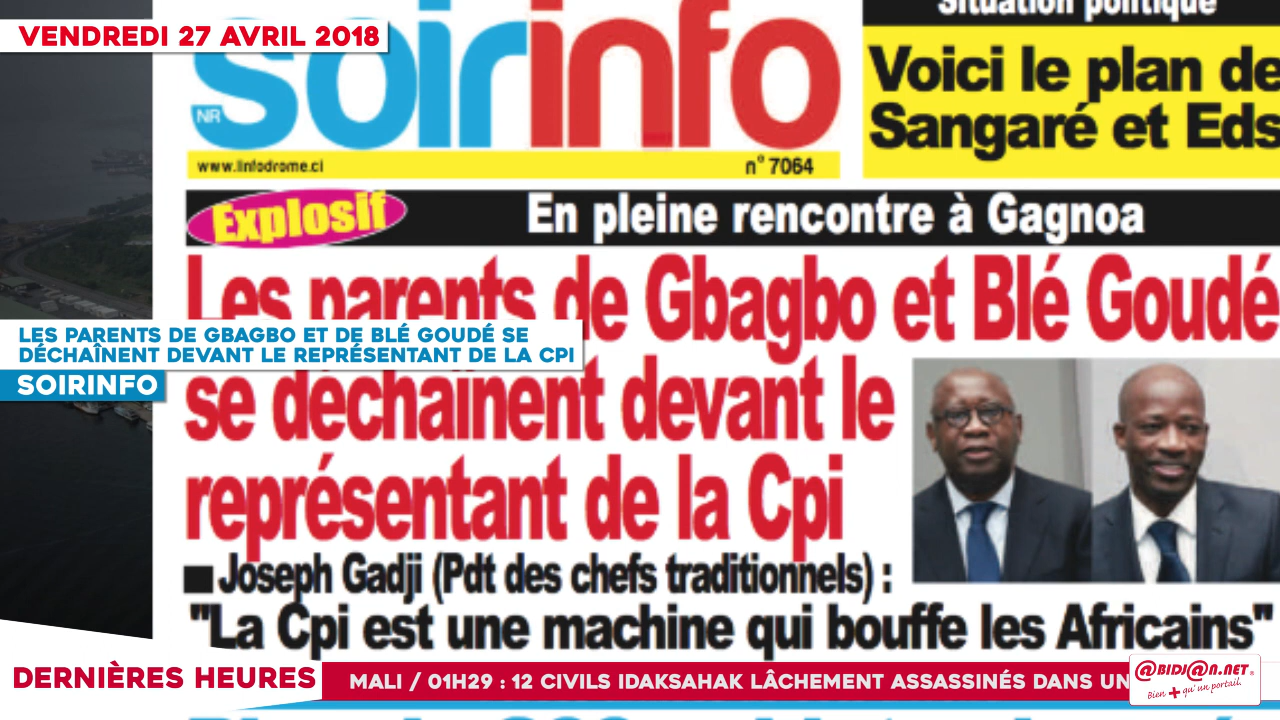 VENDREDI 27 AVRIL 2018
soirinfo
NR
www.linfodrome.ci
n° 7064
Situation politique
Voici le plan de
Sangaré et Eds
Explosif
En pleine rencontre à Gagnoa
Les parents de Gbagbo et Blé Goudé
se déchaînent devant le
représentant de la Cpi
LES PARENTS DE GBAGBO ET DE BLÉ GOUDÉ SE
DÉCHAÎNENT DEVANT LE REPRÉSENTANT DE LA CPI
SOIRINFO
Joseph Gadji (Pdt des chefs traditionnels) :
"La Cpi est une machine qui bouffe les Africains"
DERNIÈRES HEURES
MALI / 01H29 : 12 CIVILS IDAKSAHAK LÂCHEMENT ASSASSINÉS DANS UN
@BIDJ@N.NET
Bien + qu'un portail.